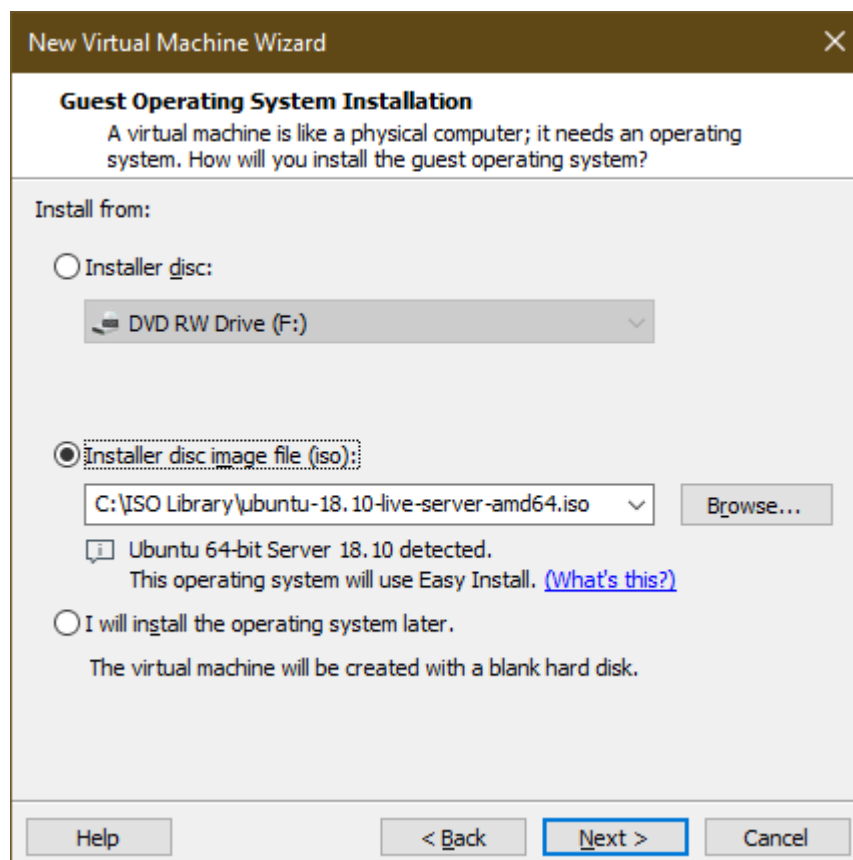 New Virtual Machine Wizard
Guest Operating System Installation
A virtual machine is like a physical computer; it needs an operating
system. How will you install the guest operating system?
Install from:
Installer disc:
DVD RW Drive (F:)
Installer disc image file (iso):
C:\ISO Library\ubuntu-18.10-live-server-amd64.iso
Browse...
Ubuntu 64-bit Server 18.10 detected.
This operating system will use Easy Install. (What's this?)
I will install the operating system later.
The virtual machine will be created with a blank hard disk.
Help
< Back
Next >
Cancel